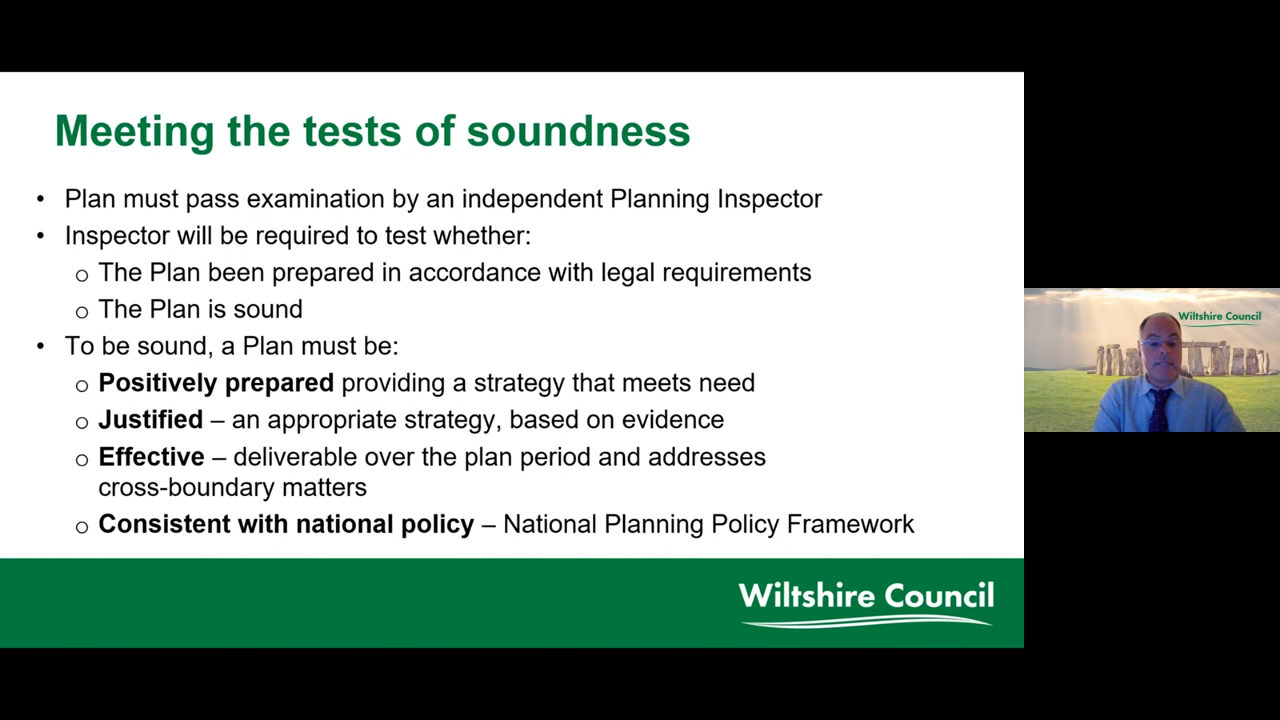 Meeting the tests of soundness
• Plan must pass examination by an independent Planning Inspector
• Inspector will be required to test whether:
o The Plan been prepared in accordance with legal requirements
o The Plan is sound
• To be sound, a Plan must be:
o Positively prepared providing a strategy that meets need
o Justified – an appropriate strategy, based on evidence
o Effective – deliverable over the plan period and addresses
cross-boundary matters
o Consistent with national policy – National Planning Policy Framework
Wiltshire Council
Wiltshire Council